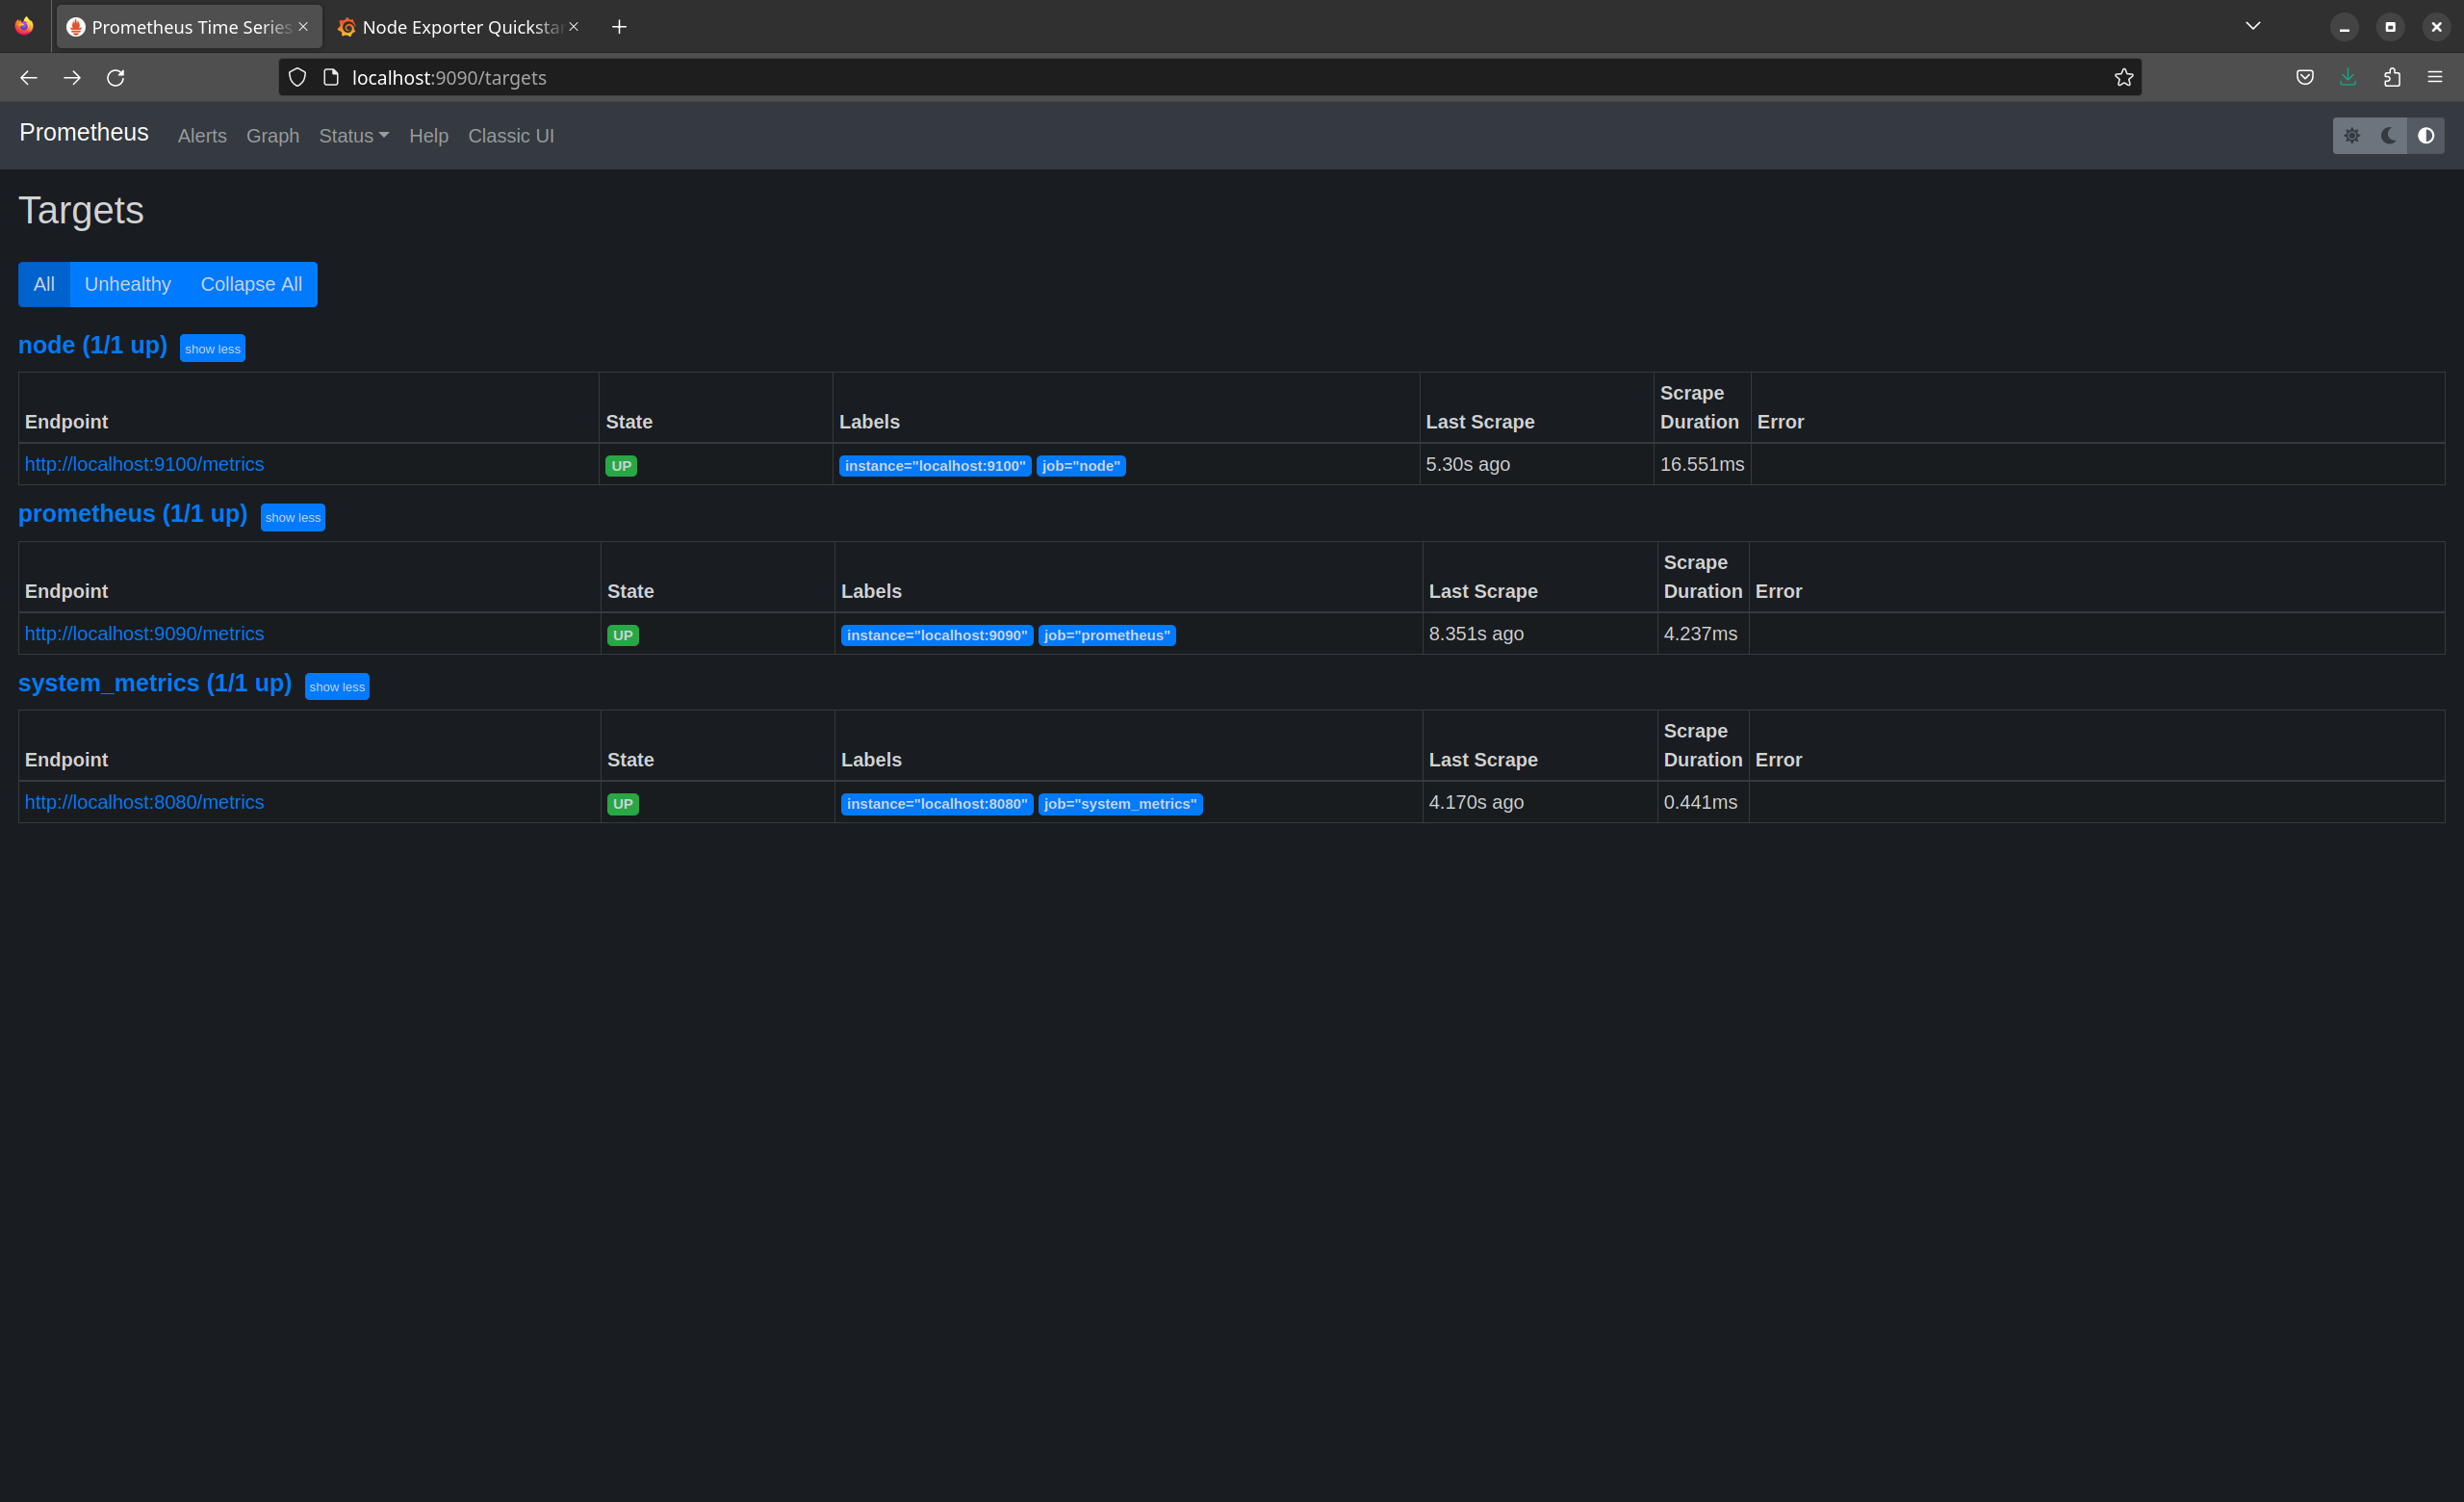 Prometheus Time Series
Node Exporter Quicksta
localhost:9090/targets
Prometheus Alerts Graph Status Help Classic UI
Targets
All Unhealthy Collapse All
node (1/1 up) show less
Endpoint State Labels Last Scrape Scrape Duration Error
http://localhost:9100/metrics UP instance="localhost:9100" job="node" 5.30s ago 16.551ms
prometheus (1/1 up) show less
Endpoint State Labels Last Scrape Scrape Duration Error
http://localhost:9090/metrics UP instance="localhost:9090" job="prometheus" 8.351s ago 4.237ms
system_metrics (1/1 up) show less
Endpoint State Labels Last Scrape Scrape Duration Error
http://localhost:8080/metrics UP instance="localhost:8080" job="system_metrics" 4.170s ago 0.441ms